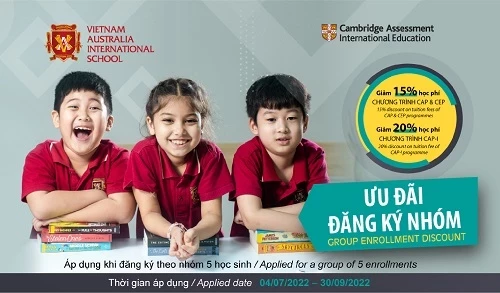 VIETNAM
AUSTRALIA
INTERNATIONAL
SCHOOL
Cambridge Assessment
International Education
Giảm 15% học phí
CHƯƠNG TRÌNH CAP & CEP
15% discount on tuition fees of
CAP & CEP programmes
Giảm 20% học phí
CHƯƠNG TRÌNH CAP-I
20% discount on tuition fee of
CAP-I programme
ƯU ĐÃI
ĐĂNG KÝ NHÓM
GROUP ENROLLMENT DISCOUNT
Áp dụng khi đăng ký theo nhóm 5 học sinh / Applied for a group of 5 enrollments
Thời gian áp dụng / Applied date 04/07/2022 – 30/09/2022